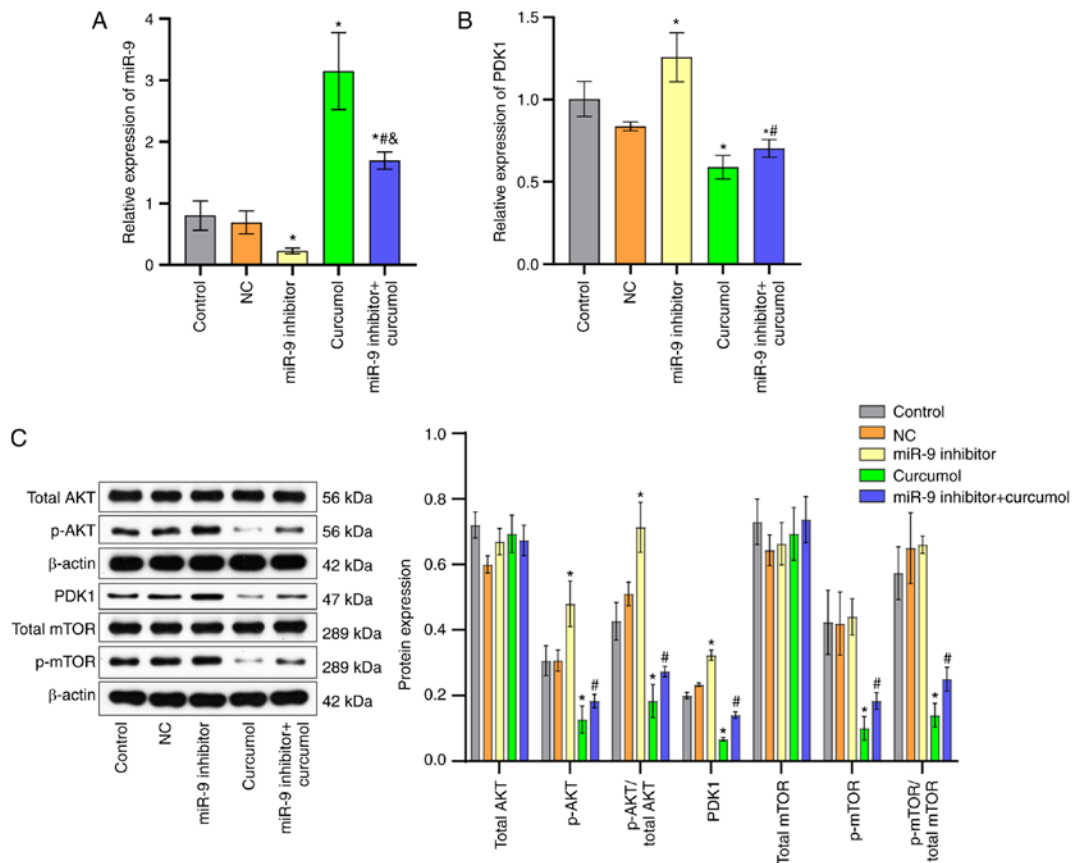 A
Relative expression of miR-9
4
3
2
1
0
*
*
*#&
Control
NC
miR-9 inhibitor
Curcumol
miR-9 inhibitor+
curcumol
B
Relative expression of PDK1
1.5
1.0
0.5
0.0
*
*
*#
Control
NC
miR-9 inhibitor
Curcumol
miR-9 inhibitor+
curcumol
C
Total AKT
56 kDa
p-AKT
56 kDa
β-actin
42 kDa
PDK1
47 kDa
Total mTOR
289 kDa
p-mTOR
289 kDa
β-actin
42 kDa
Control
NC
miR-9 inhibitor
Curcumol
miR-9 inhibitor+
curcumol
Control
NC
miR-9 inhibitor
Curcumol
miR-9 inhibitor+curcumol
Protein expression
1.0
0.8
0.6
0.4
0.2
0.0
*
*
#
*
*
#
*
*
#
*
#
*
#
Total AKT
p-AKT
p-AKT/
total AKT
PDK1
Total mTOR
p-mTOR
p-mTOR/
total mTOR